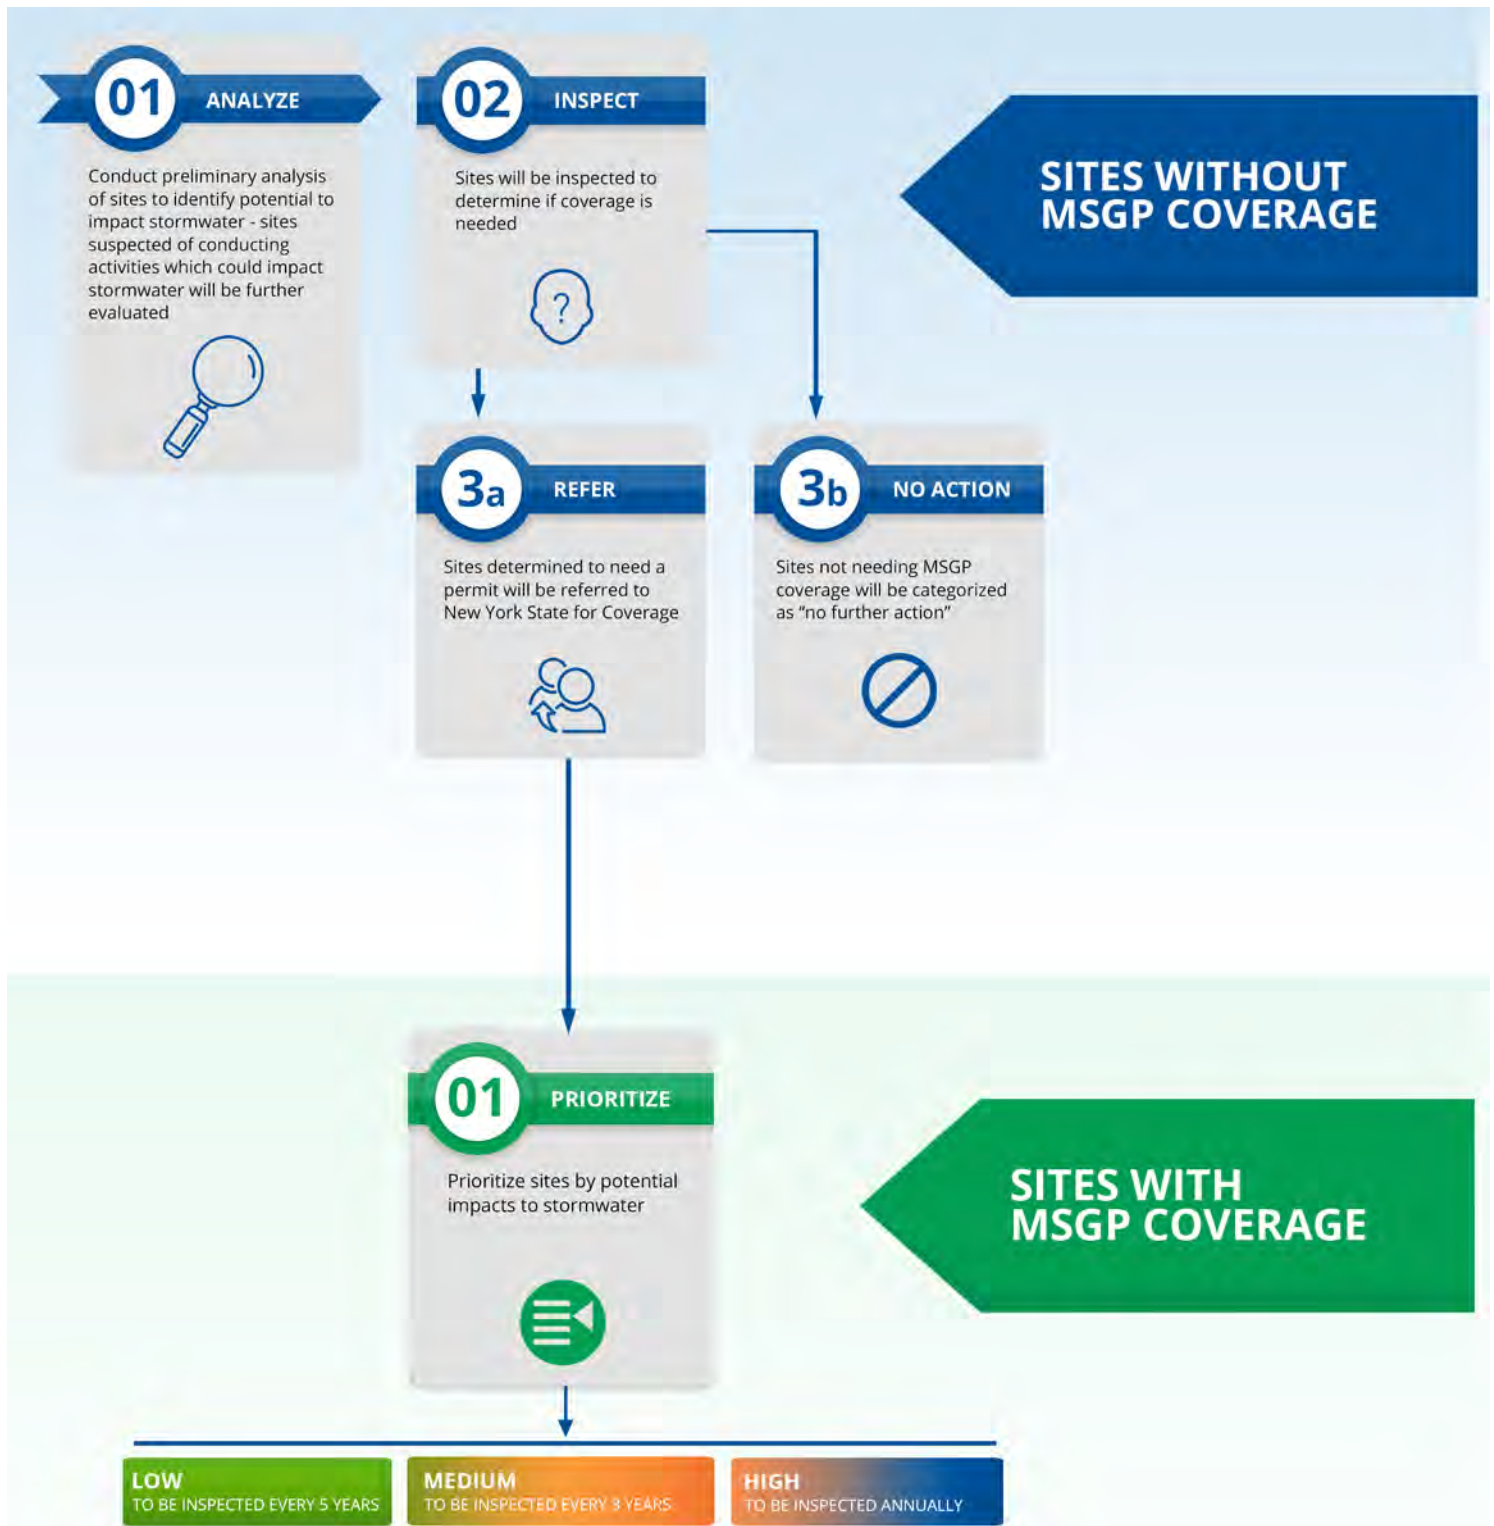 01 ANALYZE
Conduct preliminary analysis
of sites to identify potential to
impact stormwater - sites
suspected of conducting
activities which could impact
stormwater will be further
evaluated
02 INSPECT
Sites will be inspected to
determine if coverage is
needed
?
SITES WITHOUT
MSGP COVERAGE
3a REFER
Sites determined to need a
permit will be referred to
New York State for Coverage
3b NO ACTION
Sites not needing MSGP
coverage will be categorized
as “no further action”
01 PRIORITIZE
Prioritize sites by potential
impacts to stormwater
SITES WITH
MSGP COVERAGE
LOW
TO BE INSPECTED EVERY 5 YEARS
MEDIUM
TO BE INSPECTED EVERY 3 YEARS
HIGH
TO BE INSPECTED ANNUALLY